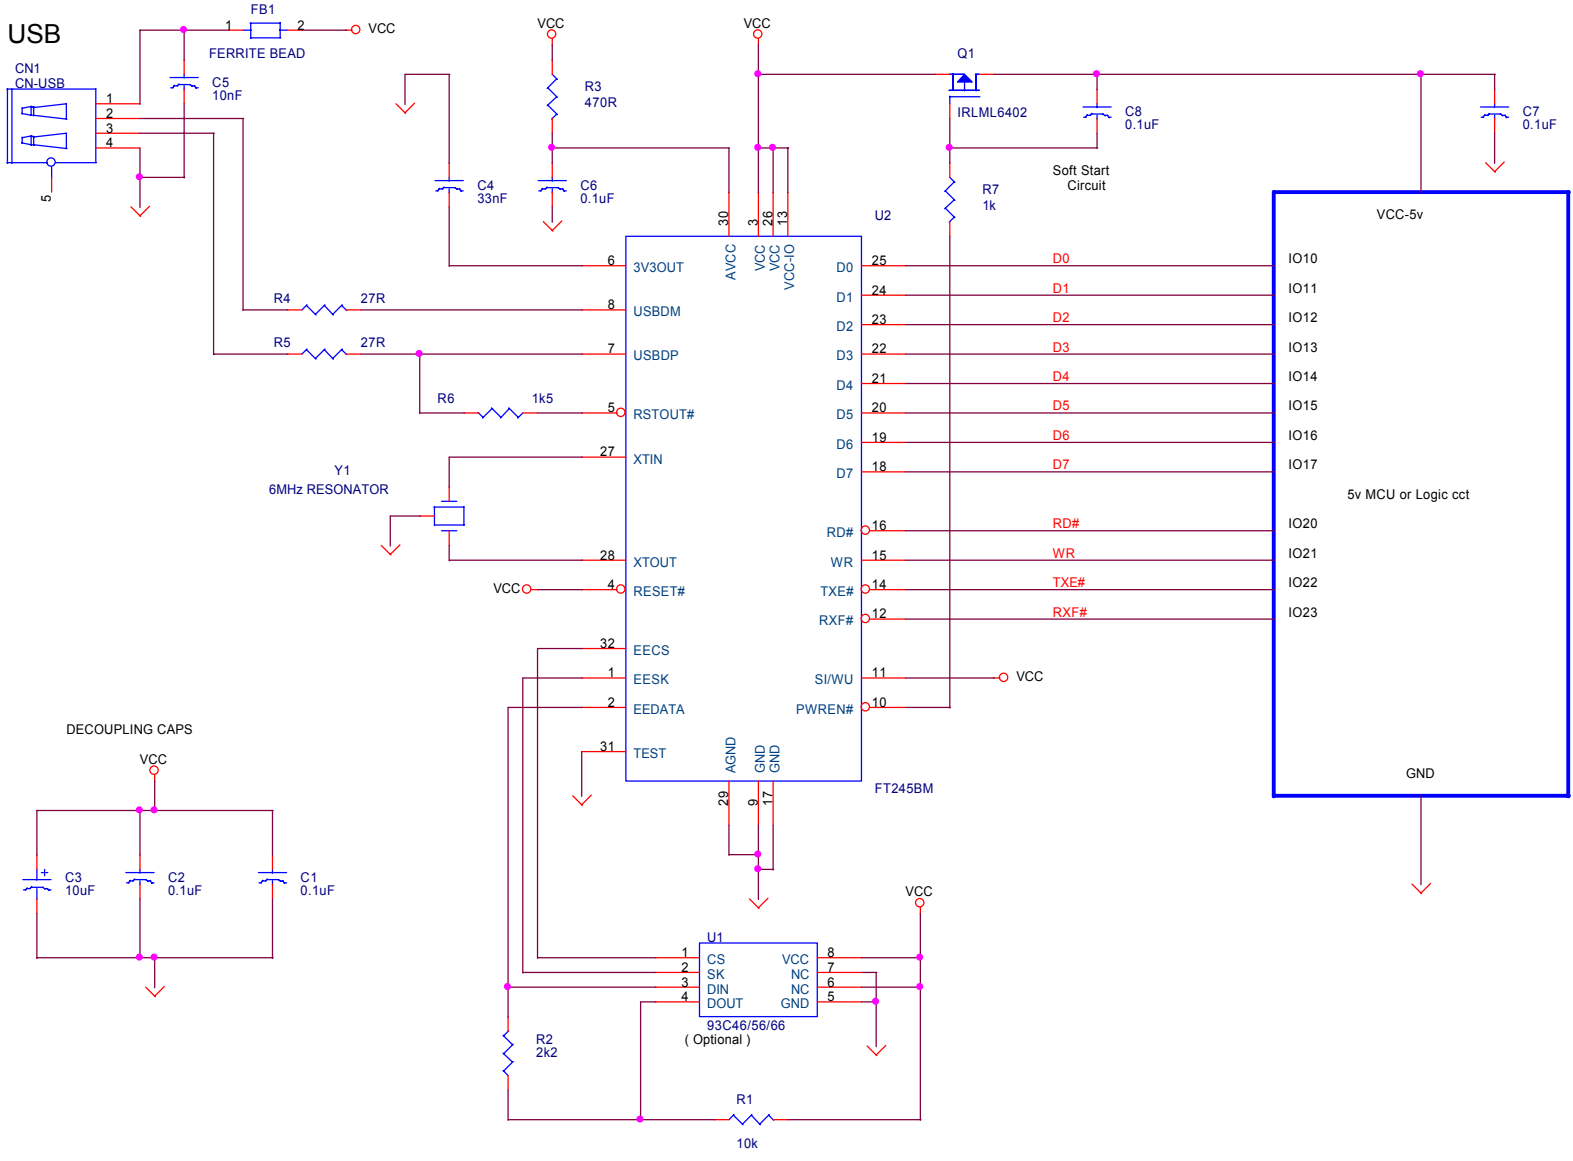 USB
CN1
CN-USB
1
2
3
4
5
FB1
1
2
VCC
FERRITE BEAD
C5
10nF
VCC
R3
470R
C4
33nF
C6
0.1uF
VCC
Q1
IRLML6402
C8
0.1uF
C7
0.1uF
Soft Start
Circuit
R7
1k
U2
30
3
26
13
AVCC
VCC
VCC
VCC-IO
6
3V3OUT
R4
27R
8
USBDM
R5
27R
7
USBDP
R6
1k5
5
RSTOUT#
27
XTIN
Y1
6MHz RESONATOR
28
XTOUT
VCC
4
RESET#
32
EECS
1
EESK
2
EEDATA
31
TEST
D0
25
D0
D1
24
D1
D2
23
D2
D3
22
D3
D4
21
D4
D5
20
D5
D6
19
D6
D7
18
D7
RD#
16
RD#
WR
15
WR
TXE#
14
TXE#
RXF#
12
RXF#
SI/WU
11
VCC
PWREN#
10
AGND
GND
GND
29
9
17
FT245BM
VCC-5v
IO10
IO11
IO12
IO13
IO14
IO15
IO16
IO17
5v MCU or Logic cct
IO20
IO21
IO22
IO23
GND
DECOUPLING CAPS
VCC
C3
10uF
+
C2
0.1uF
C1
0.1uF
VCC
U1
1
CS
VCC
8
2
SK
NC
7
3
DIN
NC
6
4
DOUT
GND
5
93C46/56/66
( Optional )
R2
2k2
R1
10k